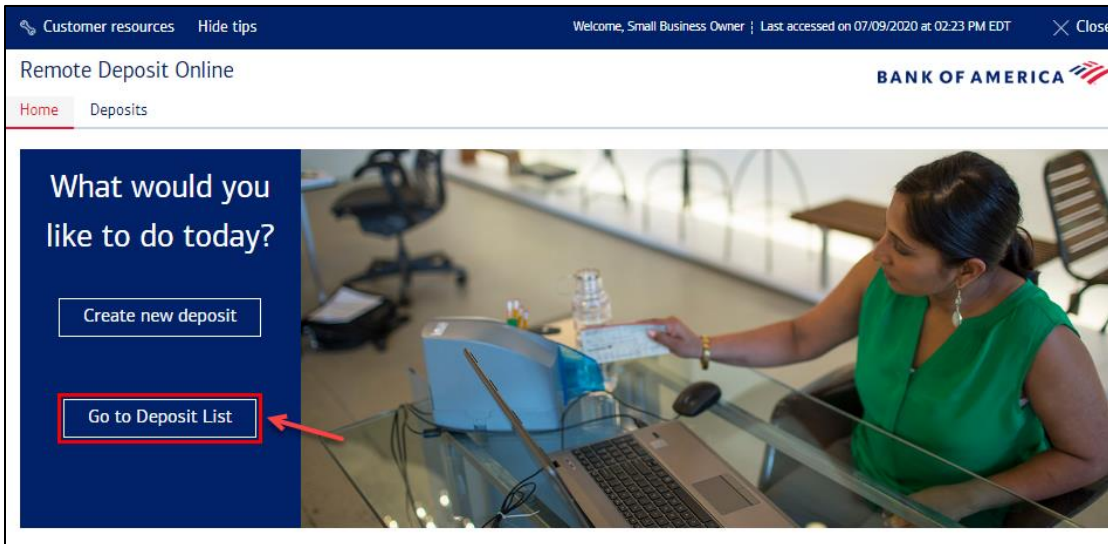 Customer resources Hide tips Welcome, Small Business Owner ¦ Last accessed on 07/09/2020 at 02:23 PM EDT Close
Remote Deposit Online
BANK OF AMERICA
Home Deposits
What would you
like to do today?
Create new deposit
Go to Deposit List